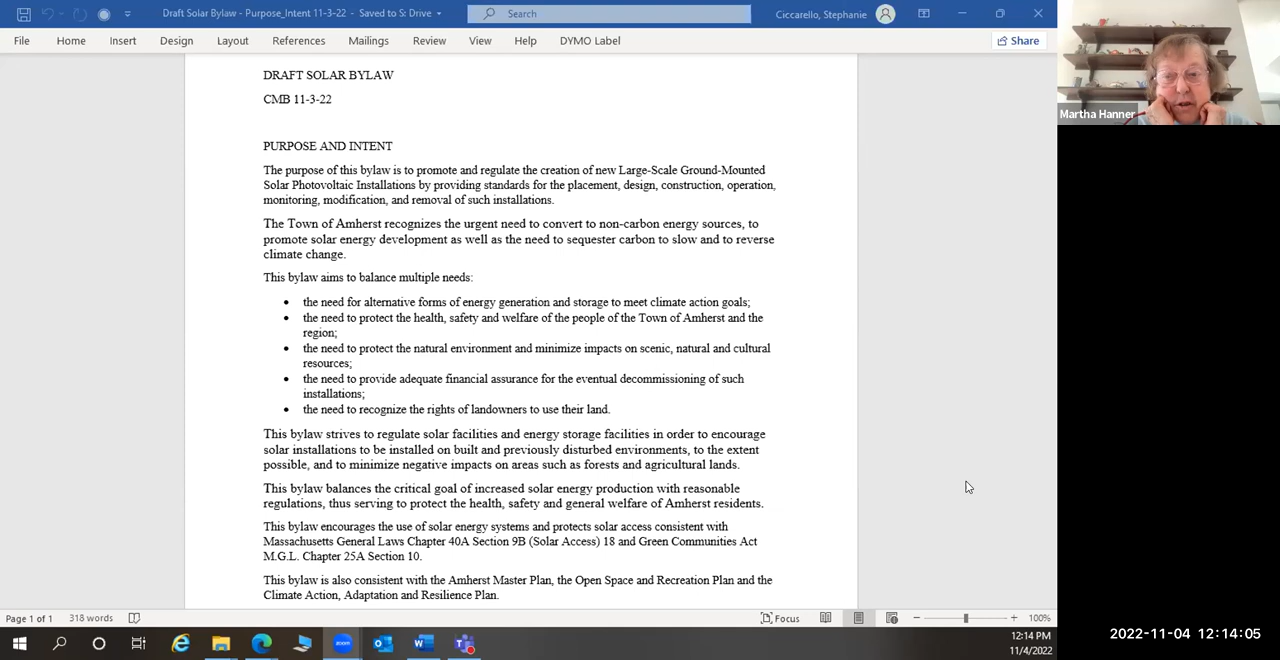 Draft Solar Bylaw - Purpose_Intent 11-3-22 - Saved to S: Drive
Search
Ciccarello, Stephanie
File Home Insert Design Layout References Mailings Review View Help DYMO Label Share
DRAFT SOLAR BYLAW
CMB 11-3-22
PURPOSE AND INTENT
The purpose of this bylaw is to promote and regulate the creation of new Large-Scale Ground-Mounted
Solar Photovoltaic Installations by providing standards for the placement, design, construction, operation,
monitoring, modification, and removal of such installations.
The Town of Amherst recognizes the urgent need to convert to non-carbon energy sources, to
promote solar energy development as well as the need to sequester carbon to slow and to reverse
climate change.
This bylaw aims to balance multiple needs:
• the need for alternative forms of energy generation and storage to meet climate action goals;
• the need to protect the health, safety and welfare of the people of the Town of Amherst and the
region;
• the need to protect the natural environment and minimize impacts on scenic, natural and cultural
resources;
• the need to provide adequate financial assurance for the eventual decommissioning of such
installations;
• the need to recognize the rights of landowners to use their land.
This bylaw strives to regulate solar facilities and energy storage facilities in order to encourage
solar installations to be installed on built and previously disturbed environments, to the extent
possible, and to minimize negative impacts on areas such as forests and agricultural lands.
This bylaw balances the critical goal of increased solar energy production with reasonable
regulations, thus serving to protect the health, safety and general welfare of Amherst residents.
This bylaw encourages the use of solar energy systems and protects solar access consistent with
Massachusetts General Laws Chapter 40A Section 9B (Solar Access) 18 and Green Communities Act
M.G.L. Chapter 25A Section 10.
This bylaw is also consistent with the Amherst Master Plan, the Open Space and Recreation Plan and the
Climate Action, Adaptation and Resilience Plan.
Page 1 of 1 318 words Focus 100%
zoom
12:14 PM
11/4/2022
Martha Hanner
2022-11-04 12:14:05